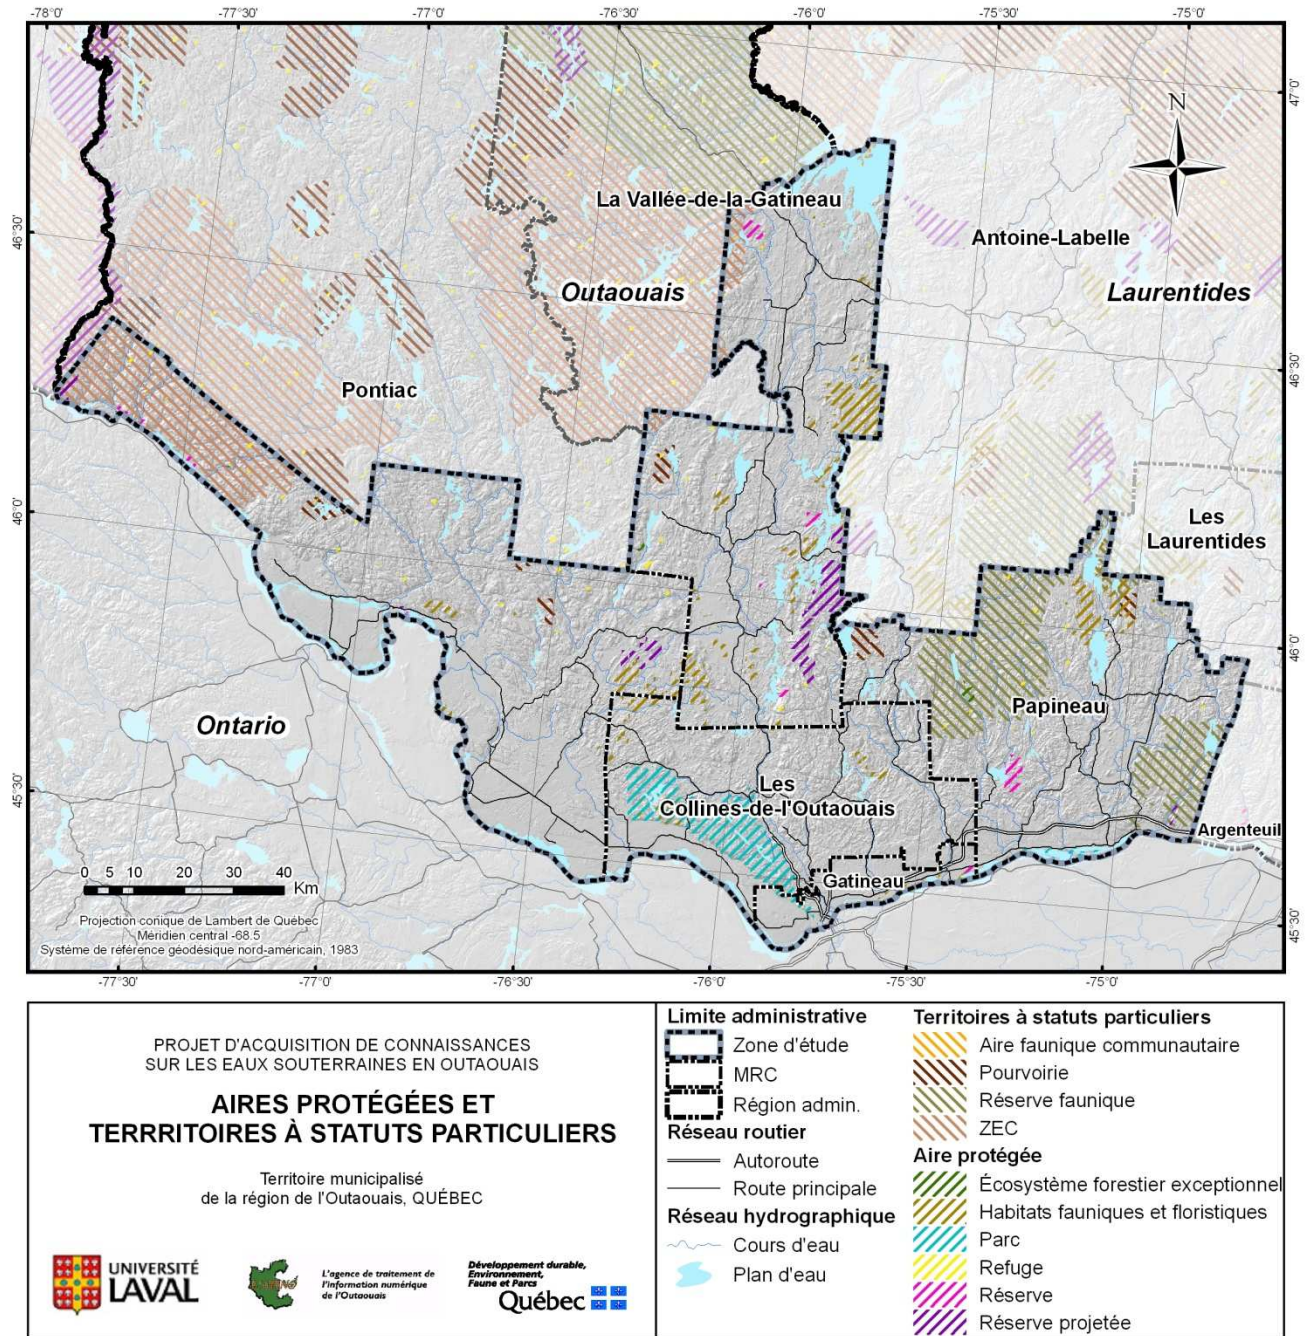 -78°0' -77°30' -77°0' -76°30' -76°0' -75°30' -75°0'
47°0'
N
La Vallée-de-la-Gatineau
46°30'
Antoine-Labelle
Outaouais
Laurentides
Pontiac
46°30'
46°0'
Les
Laurentides
46°0'
Ontario
Papineau
45°30'
Les
Collines-de-l'Outaouais
Argenteuil
0 5 10 20 30 40
Km
Gatineau
Projection conique de Lambert de Québec
Méridien central -68.5
Système de référence géodésique nord-américain, 1983
45°30'
-77°30' -77°0' -76°30' -76°0' -75°30' -75°0'
PROJET D'ACQUISITION DE CONNAISSANCES
SUR LES EAUX SOUTERRAINES EN OUTAOUAIS
AIRES PROTÉGÉES ET
TERRRITOIRES À STATUTS PARTICULIERS
Territoire municipalisé
de la région de l'Outaouais, QUÉBEC
UNIVERSITÉ
LAVAL
L'agence de traitement de
l'information numérique
de l'Outaouais
Développement durable,
Environnement,
Faune et Parcs
Québec
Limite administrative
Zone d'étude
MRC
Région admin.
Réseau routier
Autoroute
Route principale
Réseau hydrographique
Cours d'eau
Plan d'eau
Territoires à statuts particuliers
Aire faunique communautaire
Pourvoirie
Réserve faunique
ZEC
Aire protégée
Écosystème forestier exceptionnel
Habitats fauniques et floristiques
Parc
Refuge
Réserve
Réserve projetée